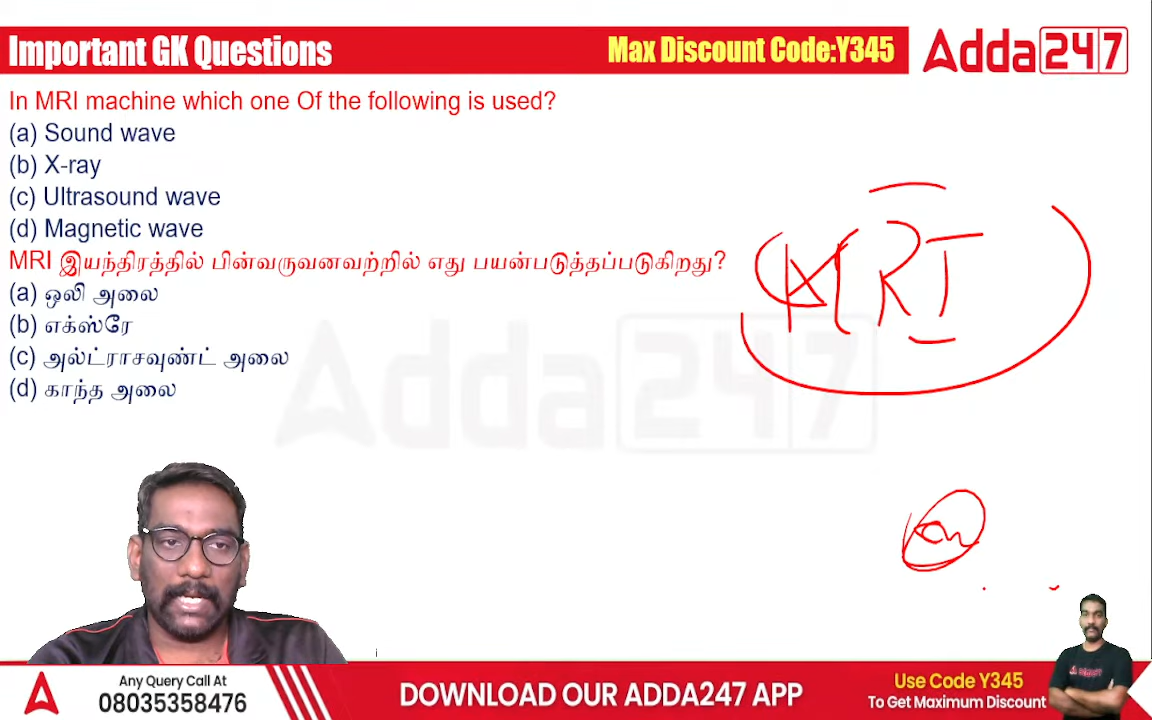 Important GK Questions
Max Discount Code:Y345
Adda247
In MRI machine which one Of the following is used?
(a) Sound wave
(b) X-ray
(c) Ultrasound wave
(d) Magnetic wave
MRI இயந்திரத்தில் பின்வருவனவற்றில் எது பயன்படுத்தப்படுகிறது?
(a) ஒலி அலை
(b) எக்ஸ்ரே
(c) அல்ட்ராசவுண்ட் அலை
(d) காந்த அலை
MRI
Adda247
Any Query Call At
08035358476
DOWNLOAD OUR ADDA247 APP
Use Code Y345
To Get Maximum Discount